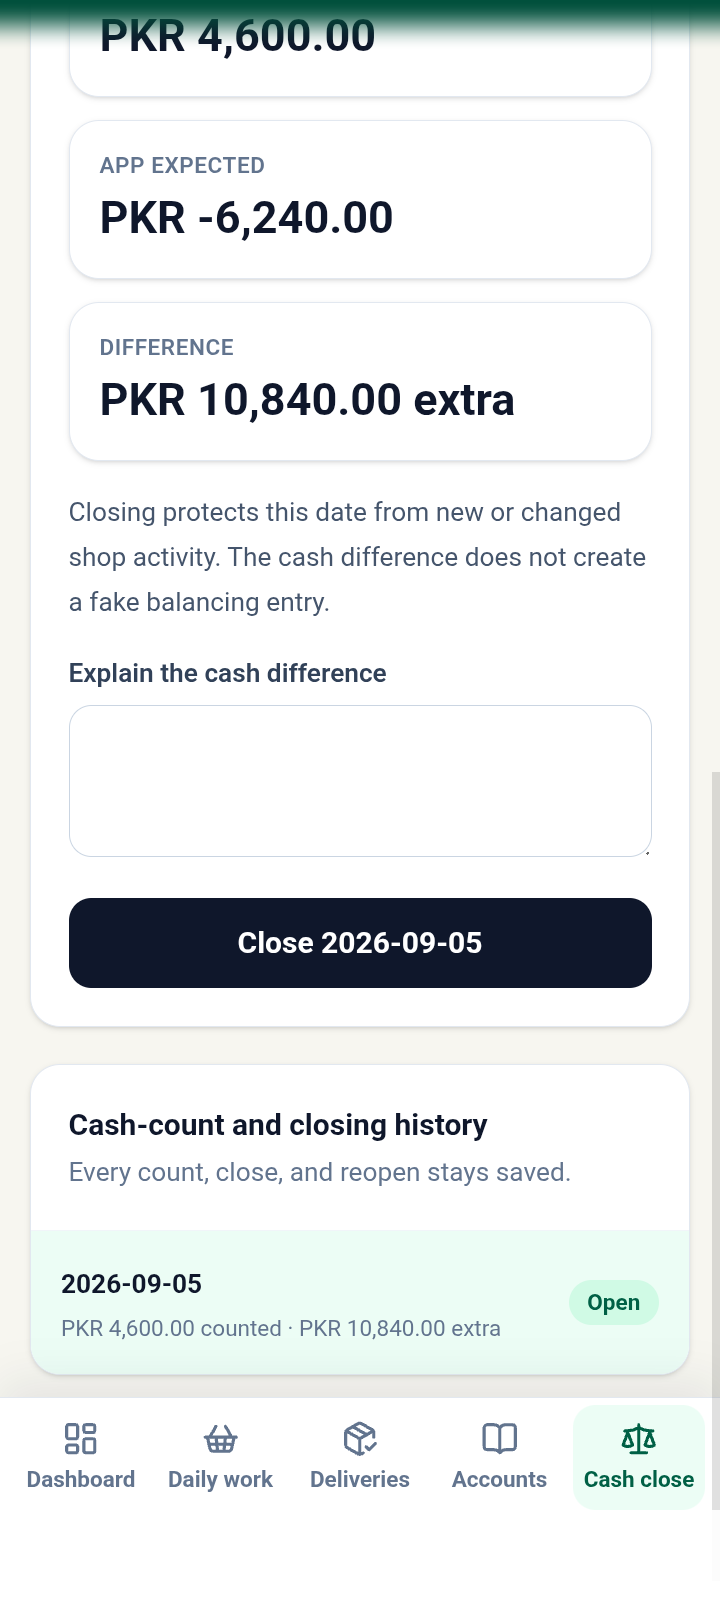 PKR 4,600.00
APP EXPECTED
PKR -6,240.00
DIFFERENCE
PKR 10,840.00 extra
Closing protects this date from new or changed
shop activity. The cash difference does not create
a fake balancing entry.
Explain the cash difference
Close 2026-09-05
Cash-count and closing history
Every count, close, and reopen stays saved.
2026-09-05
PKR 4,600.00 counted · PKR 10,840.00 extra
Open
Dashboard
Daily work
Deliveries
Accounts
Cash close